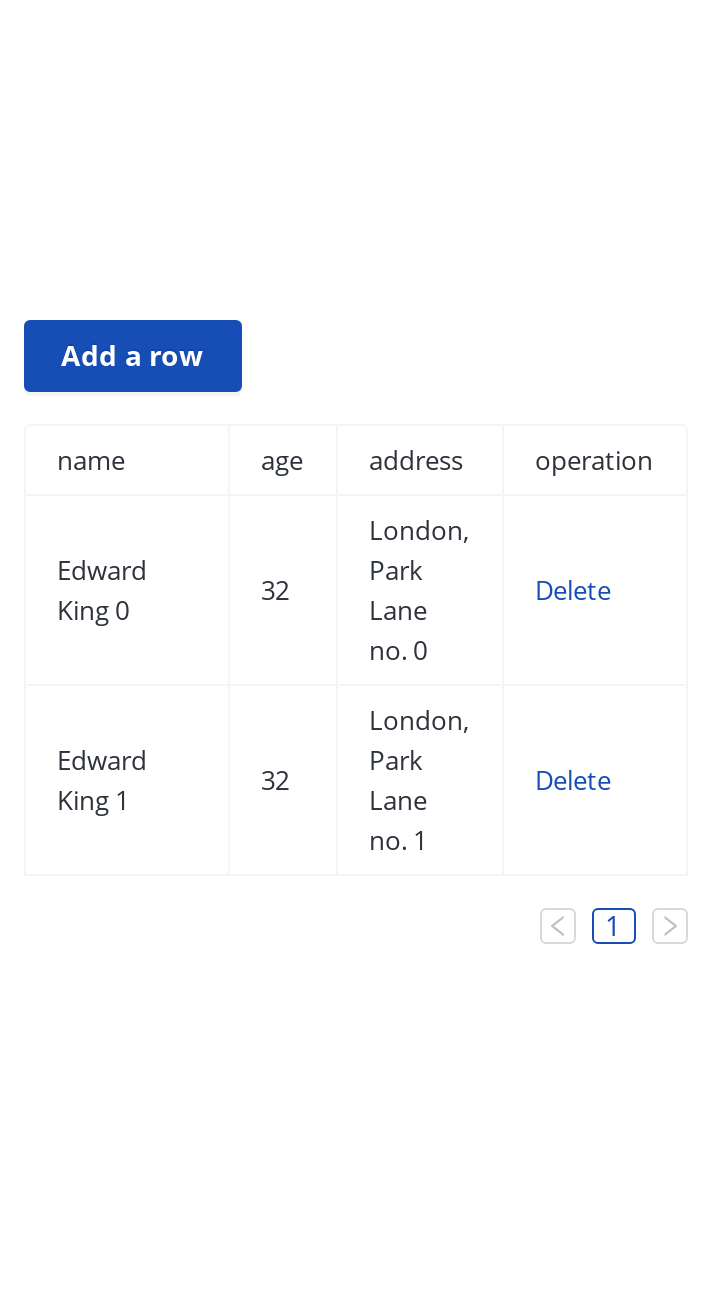 Add a row
name age address operation
Edward
King 0
32
London,
Park
Lane
no. 0
Delete
Edward
King 1
32
London,
Park
Lane
no. 1
Delete
1